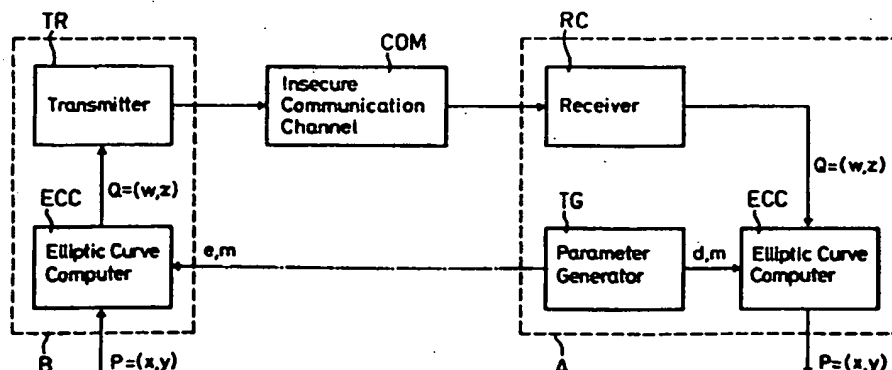 TR
COM
RC
Transmitter
Insecure
Communication
Channel
Receiver
Q=(w,z)
Q=(w,z)
ECC
TG
ECC
Elliptic Curve
Computer
e,m
Parameter
Generator
d,m
Elliptic Curve
Computer
B
P=(x,y)
A
P=(x,y)